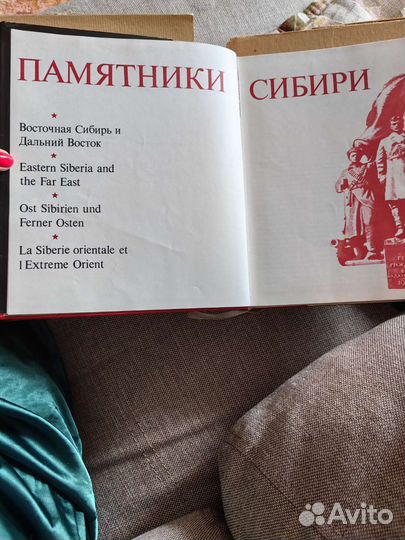 ПАМЯТНИКИ СИБИРИ
Восточная Сибирь и
Дальний Восток
Eastern Siberia and
the Far East
Ost Sibirien und
Ferner Osten
La Siberie orientale et
l Extreme Orient
Avito